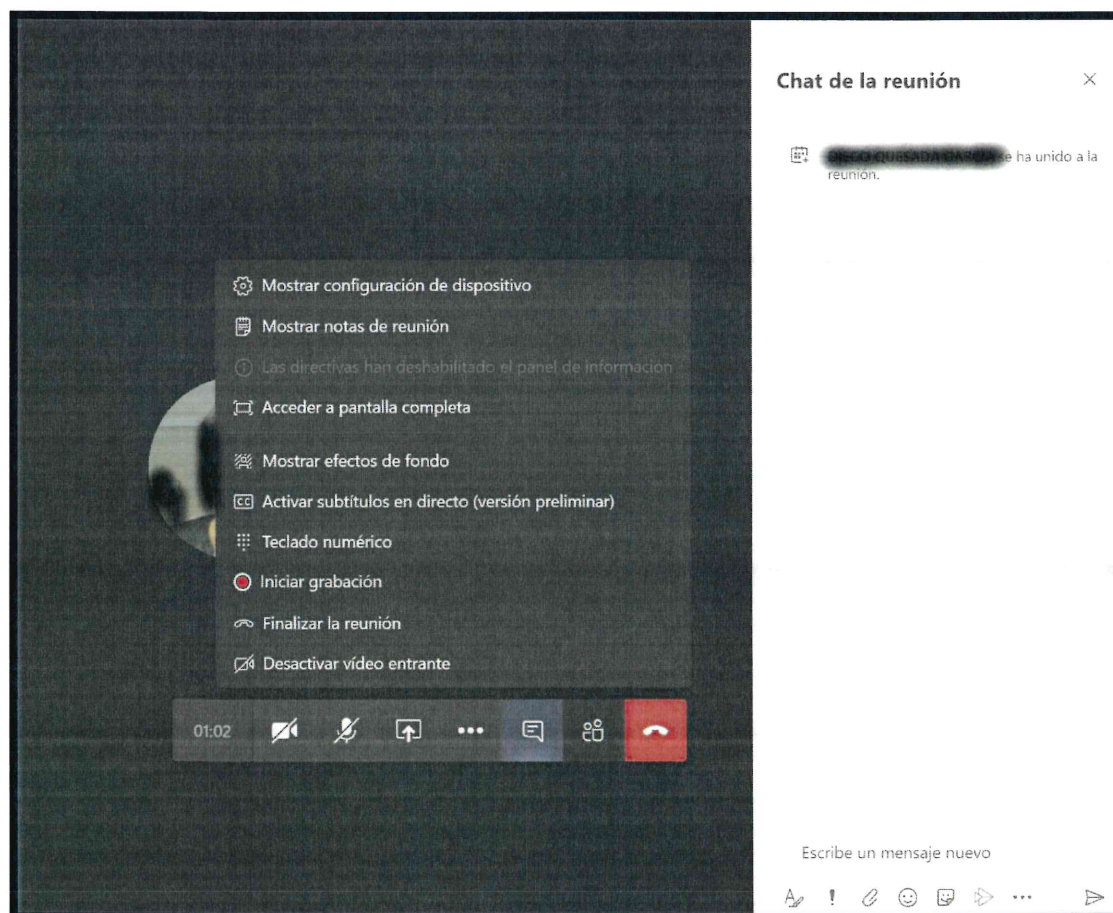 Chat de la reunión
ha unido a la
reunión.
Mostrar configuración de dispositivo
Mostrar notas de reunión
Las directivas han deshabilitado el panel de información
Acceder a pantalla completa
Mostrar efectos de fondo
CC Activar subtítulos en directo (versión preliminar)
Teclado numérico
Iniciar grabación
Finalizar la reunión
Desactivar vídeo entrante
01:02
Escribe un mensaje nuevo